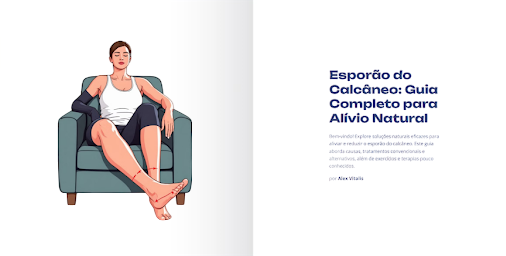 Esporão do
Calcâneo: Guia
Completo para
Alívio Natural
Bem-vindo! Explore soluções naturais eficazes para
aliviar e reduzir o esporão do calcâneo. Este guia
aborda causas, tratamentos convencionais e
alternativos, além de exercícios e terapias pouco
conhecidos.
por Alex Vitalis